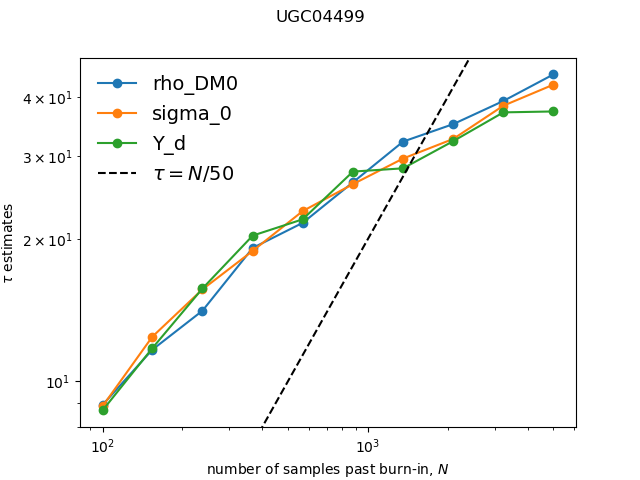 UGC04499
rho_DM0
sigma_0
Y_d
τ = N/50
4 × 10¹
3 × 10¹
2 × 10¹
10¹
τ estimates
10²
10³
number of samples past burn-in, N